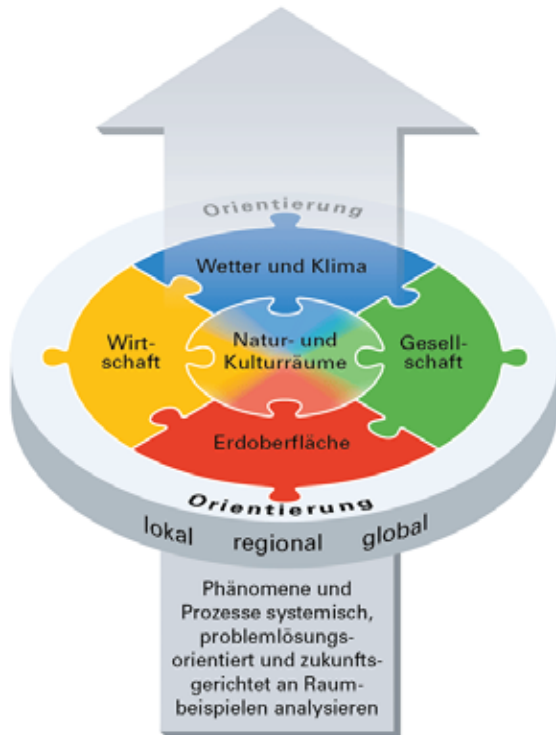 Orientierung
Wetter und Klima
Wirt-
schaft
Natur- und
Kulturräume
Gesell-
schaft
Erdoberfläche
Orientierung
lokal regional global
Phänomene und
Prozesse systemisch,
problemlösungs-
orientiert und zukunfts-
gerichtet an Raum-
beispielen analysieren